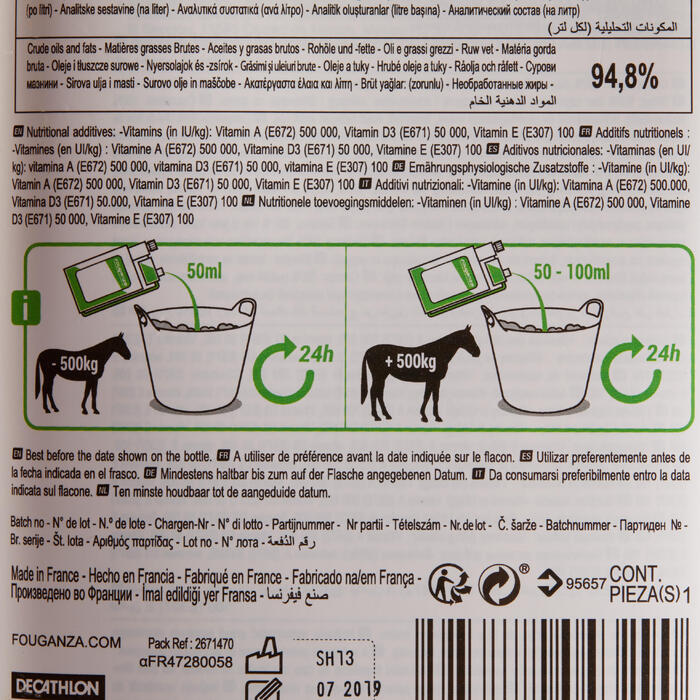 (po litri) - Analitske sestavine (na liter) - Αναλυτικά συστατικά (ανά λίτρο) - Analitik oluşturanlar (litre başına) - Аналитический состав (на литр)
المكونات التحليلية (لكل لتر)
Crude oils and fats - Matières grasses Brutes - Aceites y grasas brutos - Rohöle und -fette - Oli e grassi grezzi - Ruw vet - Matéria gorda
bruta - Oleje i tłuszcze surowe - Nyersolajok és -zsírok - Grăsimi și uleiuri brute - Oleje a tuky - Hrubé oleje a tuky - Råolja och råfett - Сурови
мазнини - Sirova ulja i masti - Surovo olje in maščobe - Ακατέργαστα έλαια και λίπη - Brüt yağlar: (zorunlu) - Необработанные жиры -
المواد الدهنية الخام
94,8%
EN Nutritional additives: -Vitamins (in IU/kg): Vitamin A (E672) 500 000, Vitamin D3 (E671) 50 000, Vitamin E (E307) 100 FR Additifs nutritionels :
-Vitamines (en UI/kg) : Vitamine A (E672) 500 000, Vitamine D3 (E671) 50 000, Vitamine E (E307) 100 ES Aditivos nutricionales: -Vitaminas (en UI/
kg): vitamina A (E672) 500 000, vitamina D3 (E671) 50 000, vitamina E (E307) 100 DE Ernährungsphysiologische Zusatzstoffe : -Vitamine (in UI/kg):
Vitamin A (E672) 500 000, Vitamin D3 (E671) 50 000, Vitamin E (E307) 100 IT Additivi nutrizionali: -Vitamine (in UI/kg): Vitamina A (E672) 500.000,
Vitamina D3 (E671) 50.000, Vitamina E (E307) 100 NL Nutritionele toevoegingsmiddelen: -Vitaminen (in UI/kg) : Vitamine A (E672) 500 000, Vitamine
D3 (E671) 50 000, Vitamine E (E307) 100
i
50ml
- 500kg
24h
50 - 100ml
+ 500kg
24h
EN Best before the date shown on the bottle. FR A utiliser de préférence avant la date indiquée sur le flacon. ES Utilizar preferentemente antes de
la fecha indicada en el frasco. DE Mindestens haltbar bis zum auf der Flasche angegebenen Datum. IT Da consumarsi preferibilmente entro la data
indicata sul flacone. NL Ten minste houdbaar tot de aangeduide datum.
Batch no - N° de lot - N.º de lote - Chargen-Nr - N° di lotto - Partijnummer - Nr partii - Tételszám - Nr. de lot - Č. šarže - Batchnummer - Партиден №-
Br. serije - Št. lota - Αριθμός παρτίδας - Lot no - N° лота - رقم الدُفعة
Made in France - Hecho en Francia - Fabriqué en France - Fabricado na/em França -
Произведено во Франции - İmal edildiği yer Fransa - صنع فيفرنسا
® 95657 CONT.
PIEZA(S) 1
FOUGANZA.COM
Pack Ref : 2671470
αFR47280058
DECATHLON
SH13
07 2019